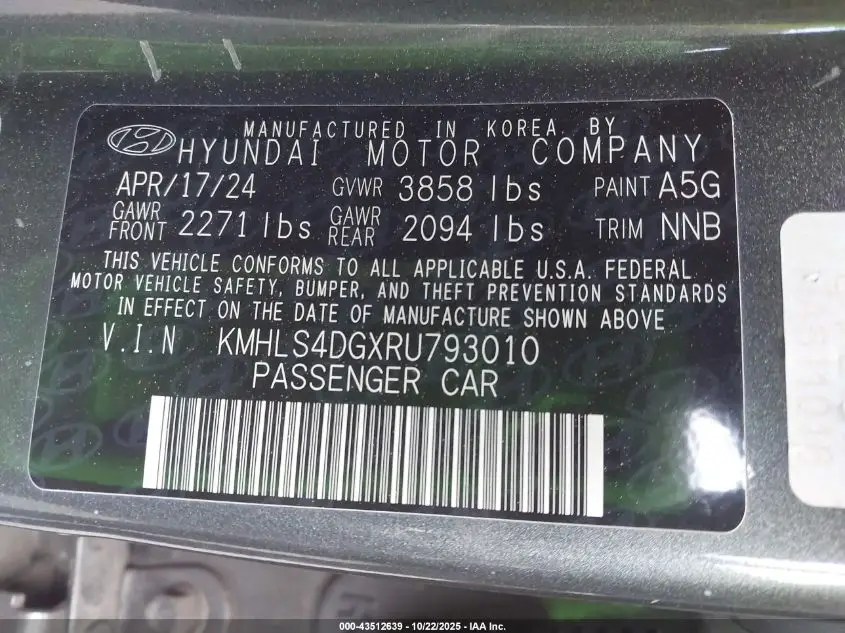 MANUFACTURED IN KOREA BY
HYUNDAI MOTOR COMPANY
APR/17/24 GVWR 3858 lbs PAINT A5G
GAWR FRONT 2271 lbs GAWR REAR 2094 lbs TRIM NNB
THIS VEHICLE CONFORMS TO ALL APPLICABLE U.S.A. FEDERAL
MOTOR VEHICLE SAFETY, BUMPER, AND THEFT PREVENTION STANDARDS
IN EFFECT ON THE DATE OF MANUFACTURE SHOWN ABOVE
V.I.N KMHLS4DGXRU793010
PASSENGER CAR
000-43512639 - 10/22/2025 - IAA Inc.